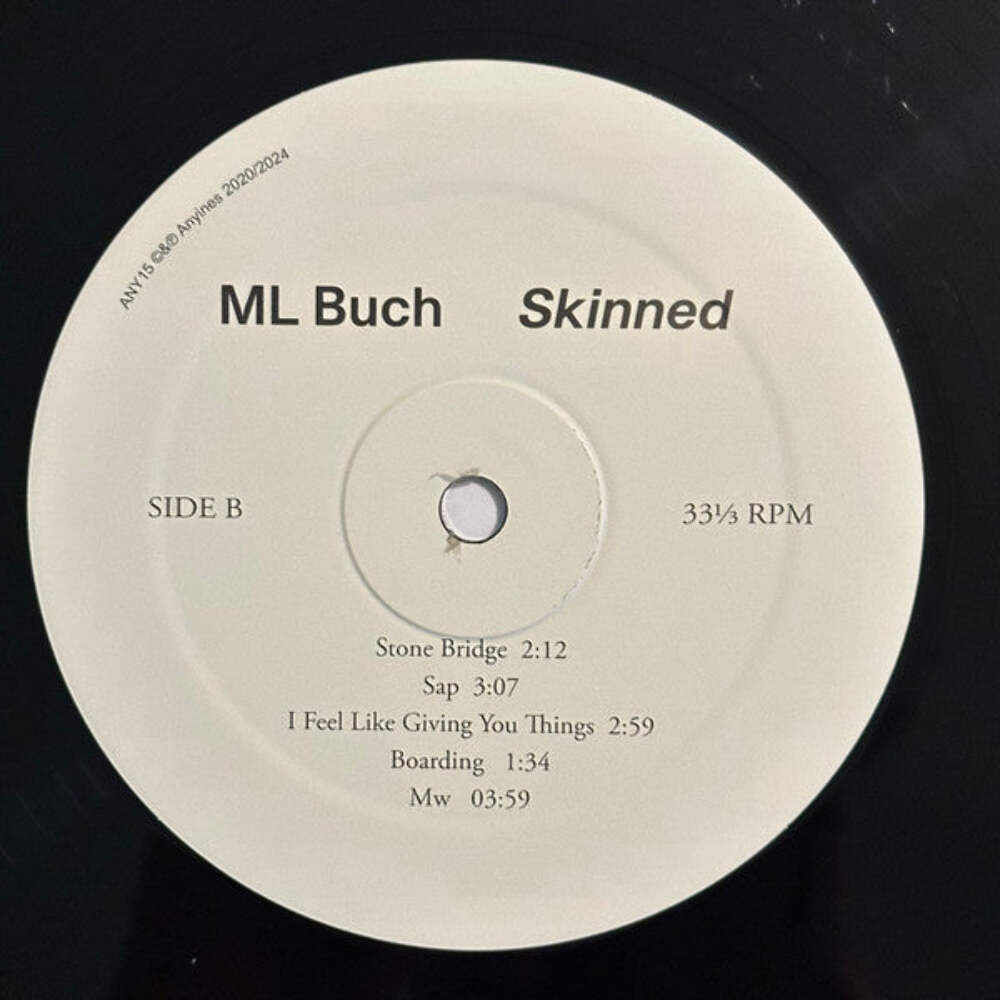 ANY15 ©&℗ Anyines 2020/2024
ML Buch Skinned
SIDE B
33⅓ RPM
Stone Bridge 2:12
Sap 3:07
I Feel Like Giving You Things 2:59
Boarding 1:34
Mw 03:59